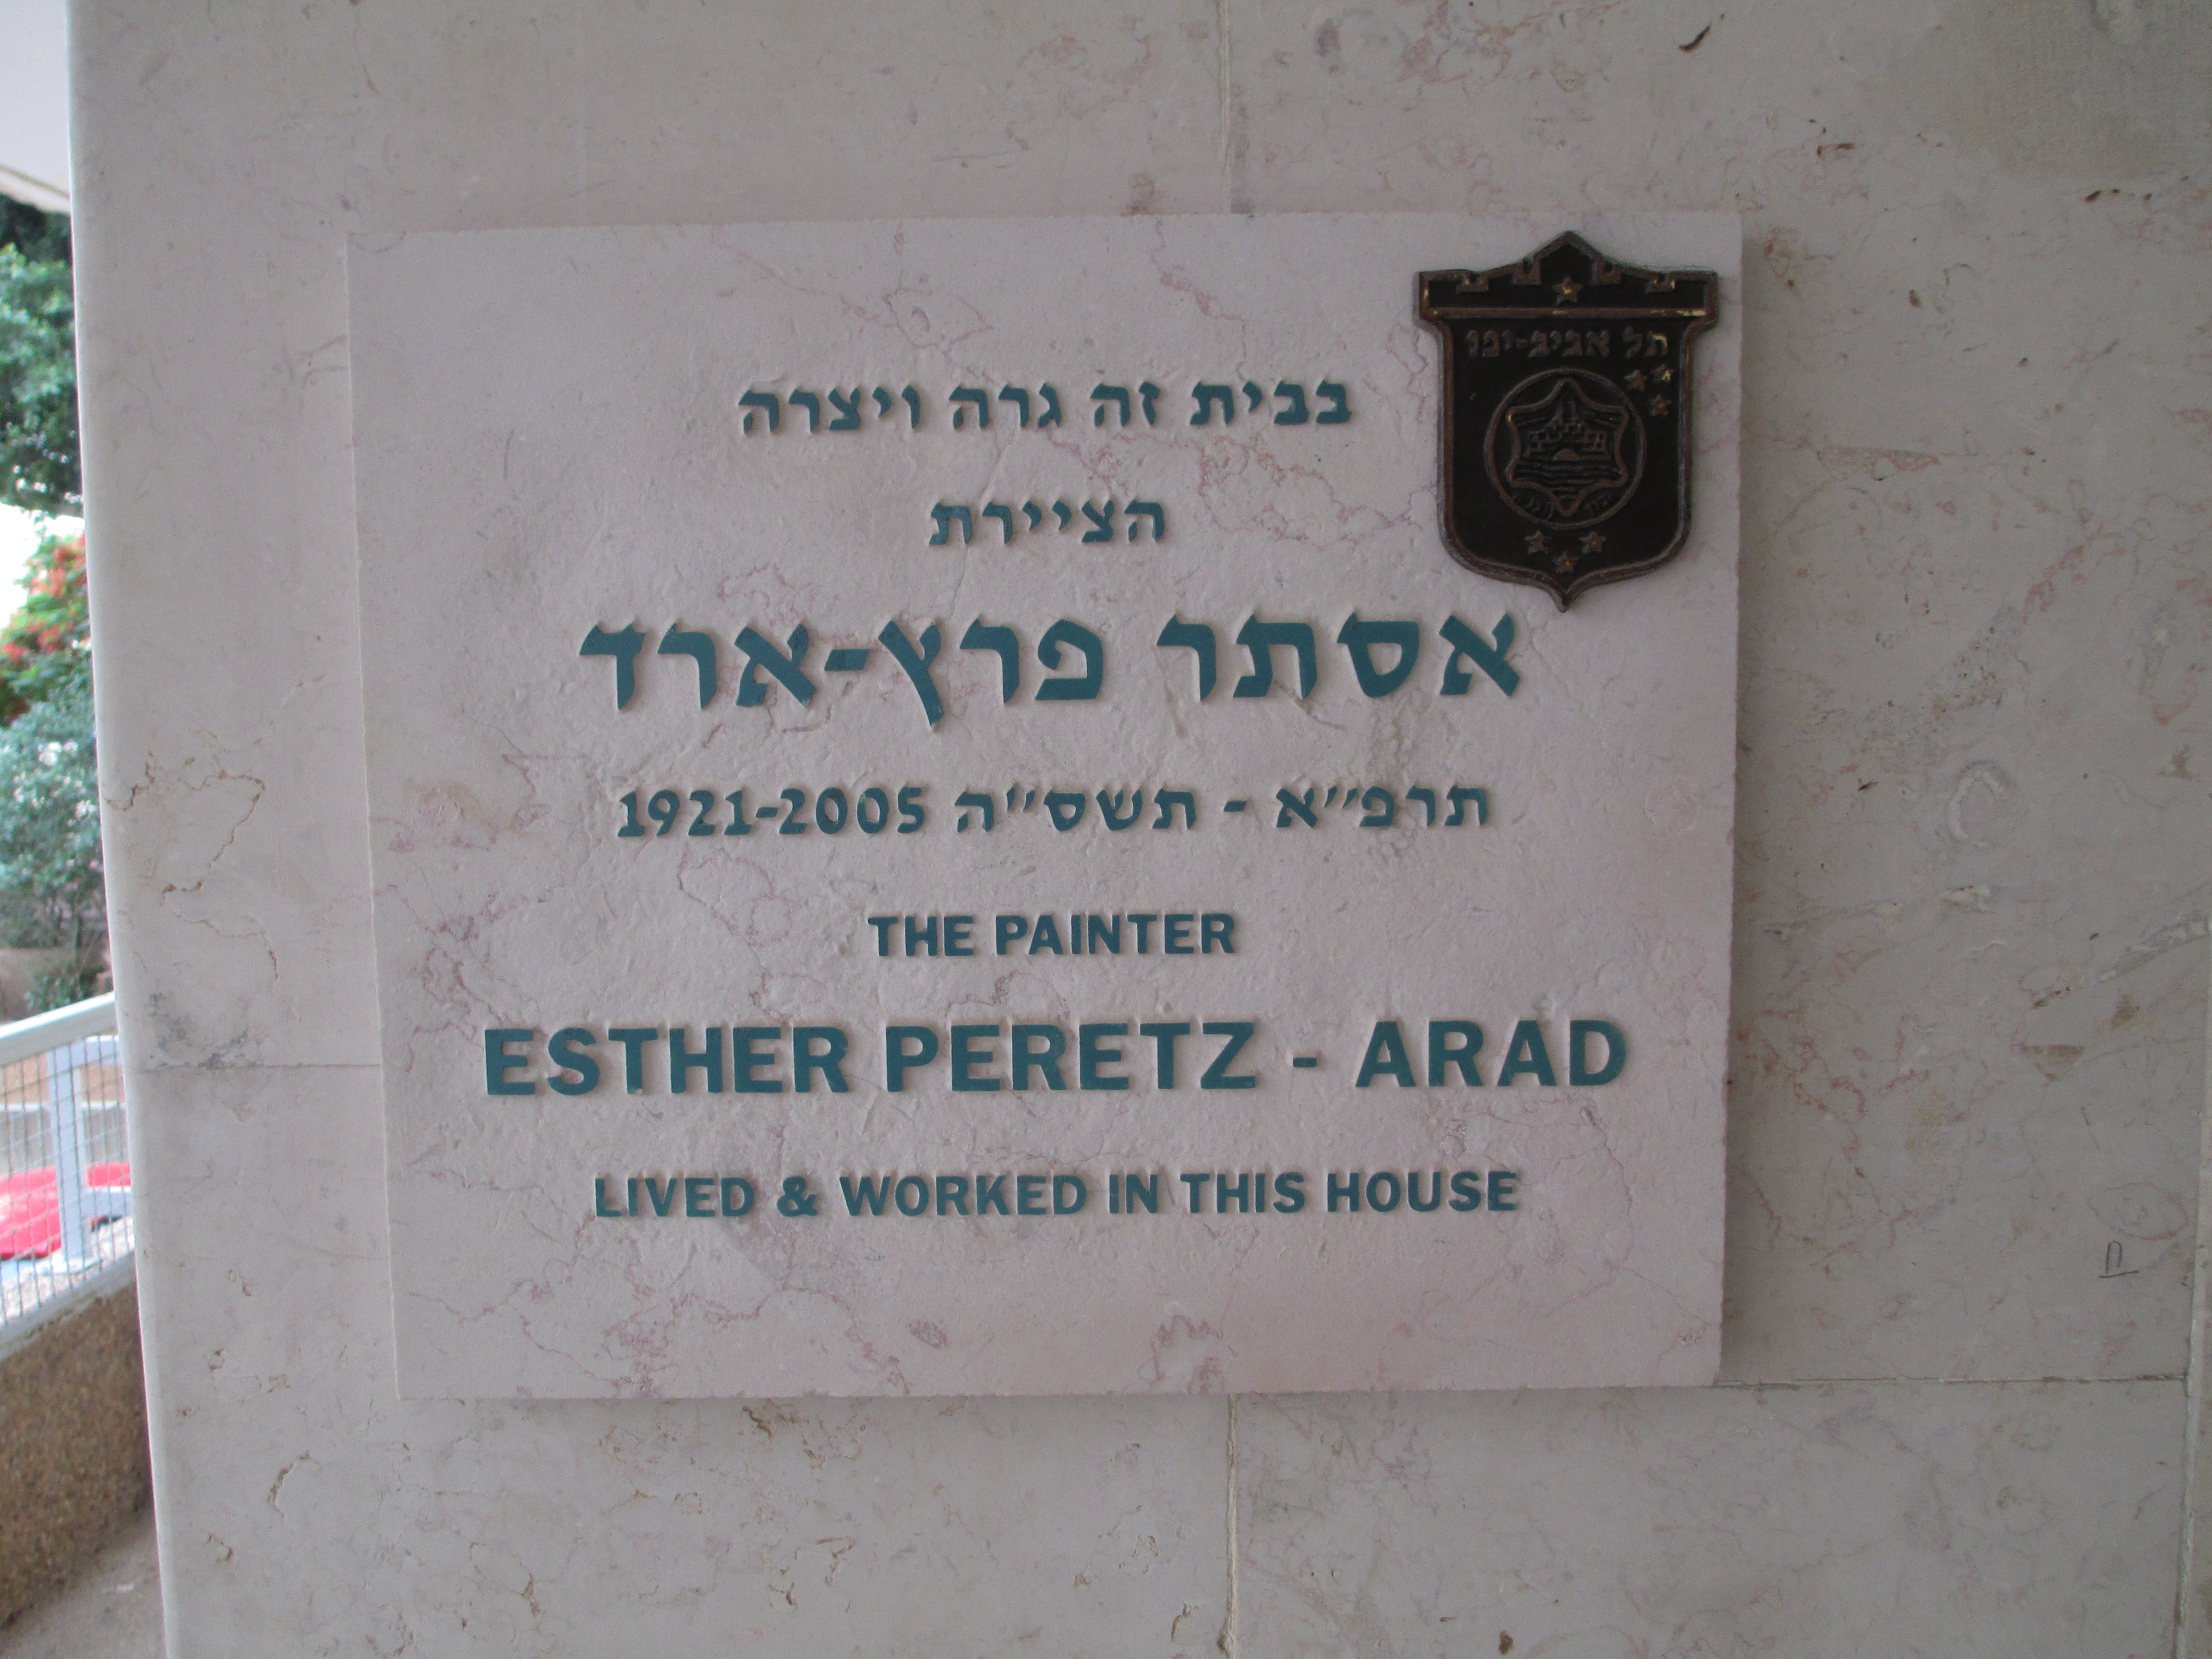 תל אביב-יפו
בבית זה גרה ויצרה
הציירת
אסתר פרץ-ארד
תרפ״א - תשס״ה 1921-2005
THE PAINTER
ESTHER PERETZ - ARAD
LIVED & WORKED IN THIS HOUSE